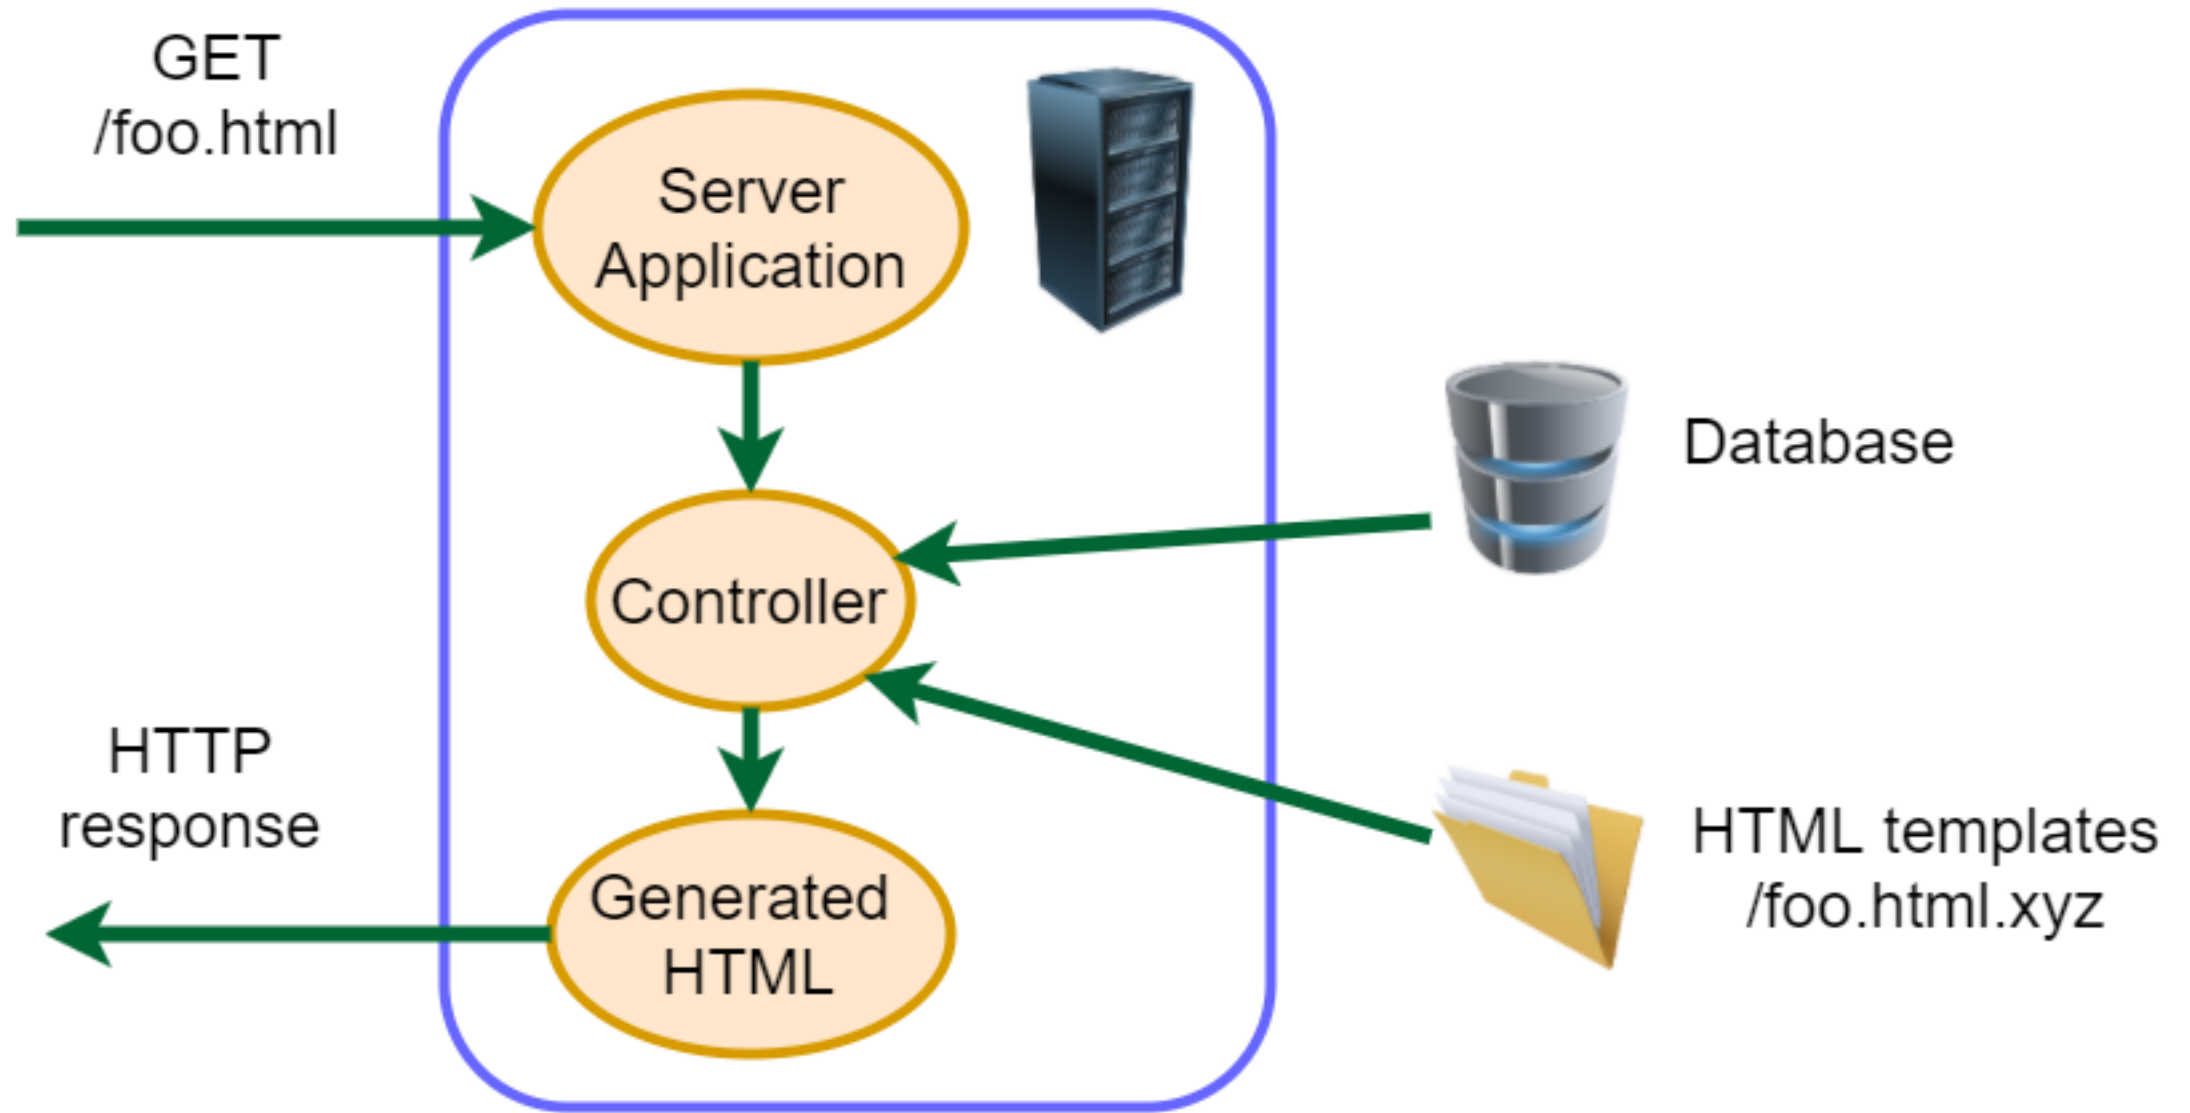 GET
/foo.html
Server
Application
Database
Controller
HTTP
response
HTML templates
/foo.html.xyz
Generated
HTML